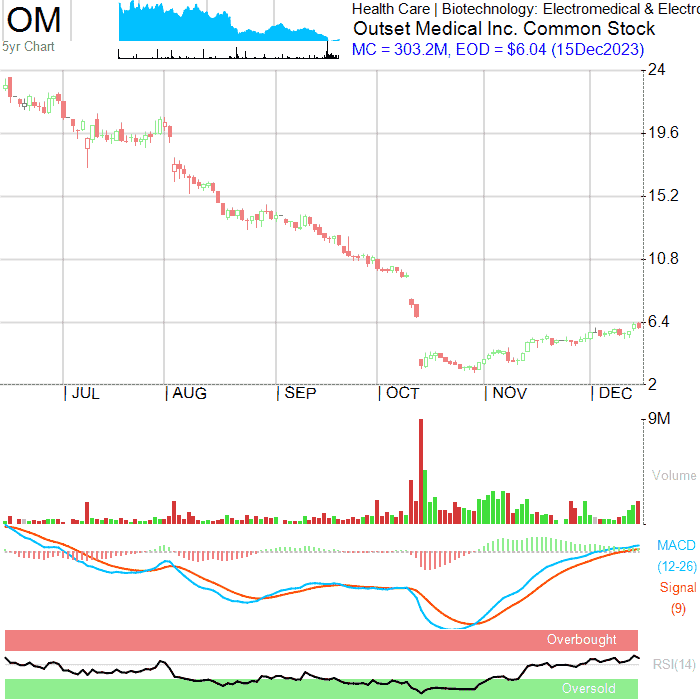 OM
5yr Chart
Health Care | Biotechnology: Electromedical & Electro
Outset Medical Inc. Common Stock
MC = 303.2M, EOD = $6.04 (15Dec2023)
24
19.6
15.2
10.8
6.4
2
JUL AUG SEP OCT NOV DEC
9M
Volume
MACD
(12-26)
Signal
(9)
Overbought
RSI(14)
Oversold